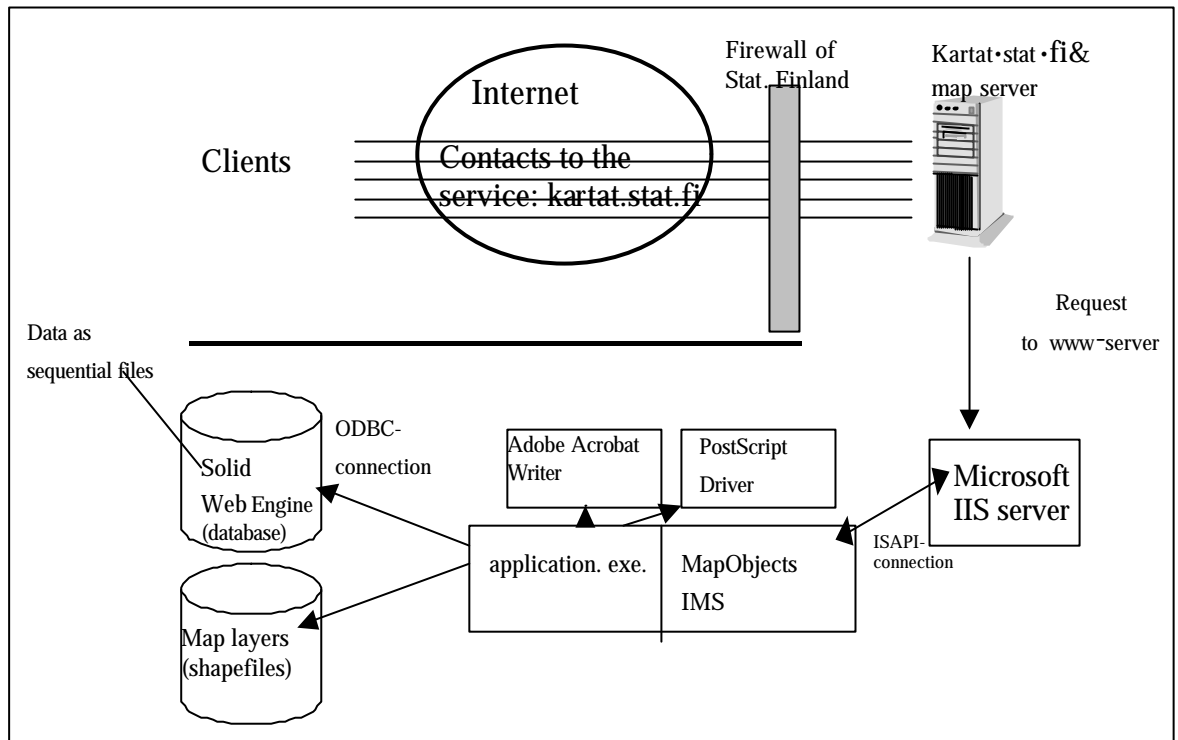 Firewall of
Stat. Finland
Kartat·stat·fi&
map server
Internet
Clients
Contacts to the
service: kartat.stat.fi
Request
to www-server
Data as
sequential files
Solid
Web Engine
(database)
ODBC-
connection
Adobe Acrobat
Writer
PostScript
Driver
Microsoft
IIS server
ISAPI-
connection
application. exe.
MapObjects
IMS
Map layers
(shapefiles)